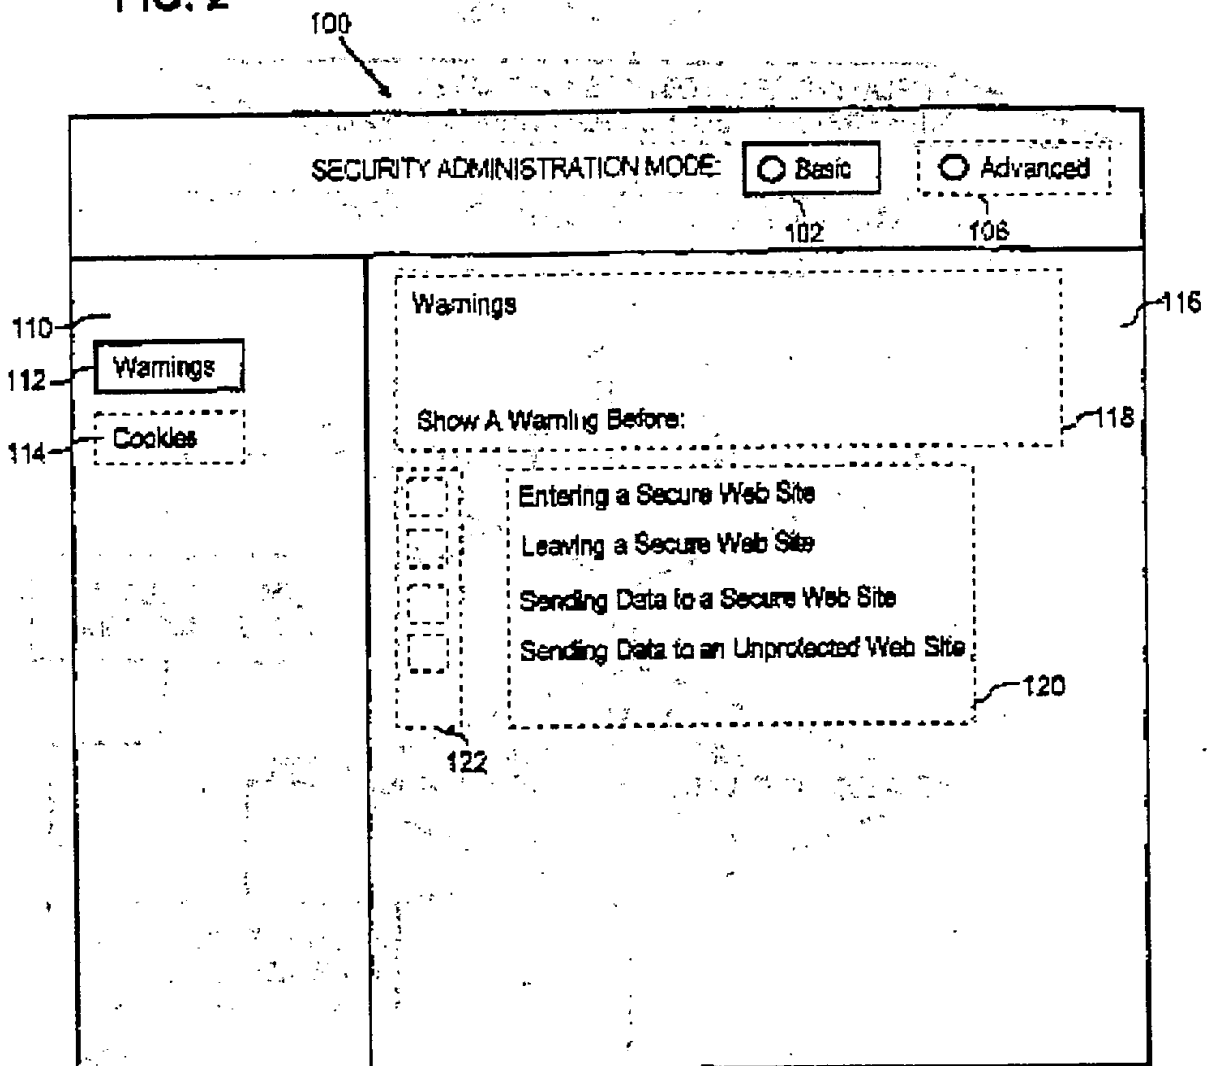 FIG. 2
100
SECURITY ADMINISTRATION MODE: Basic Advanced
102 106
Warnings
110
116
Warnings
112
Show A Warning Before:
118
Cookies
114
Entering a Secure Web Site
Leaving a Secure Web Site
Sending Data to a Secure Web Site
Sending Data to an Unprotected Web Site
120
122